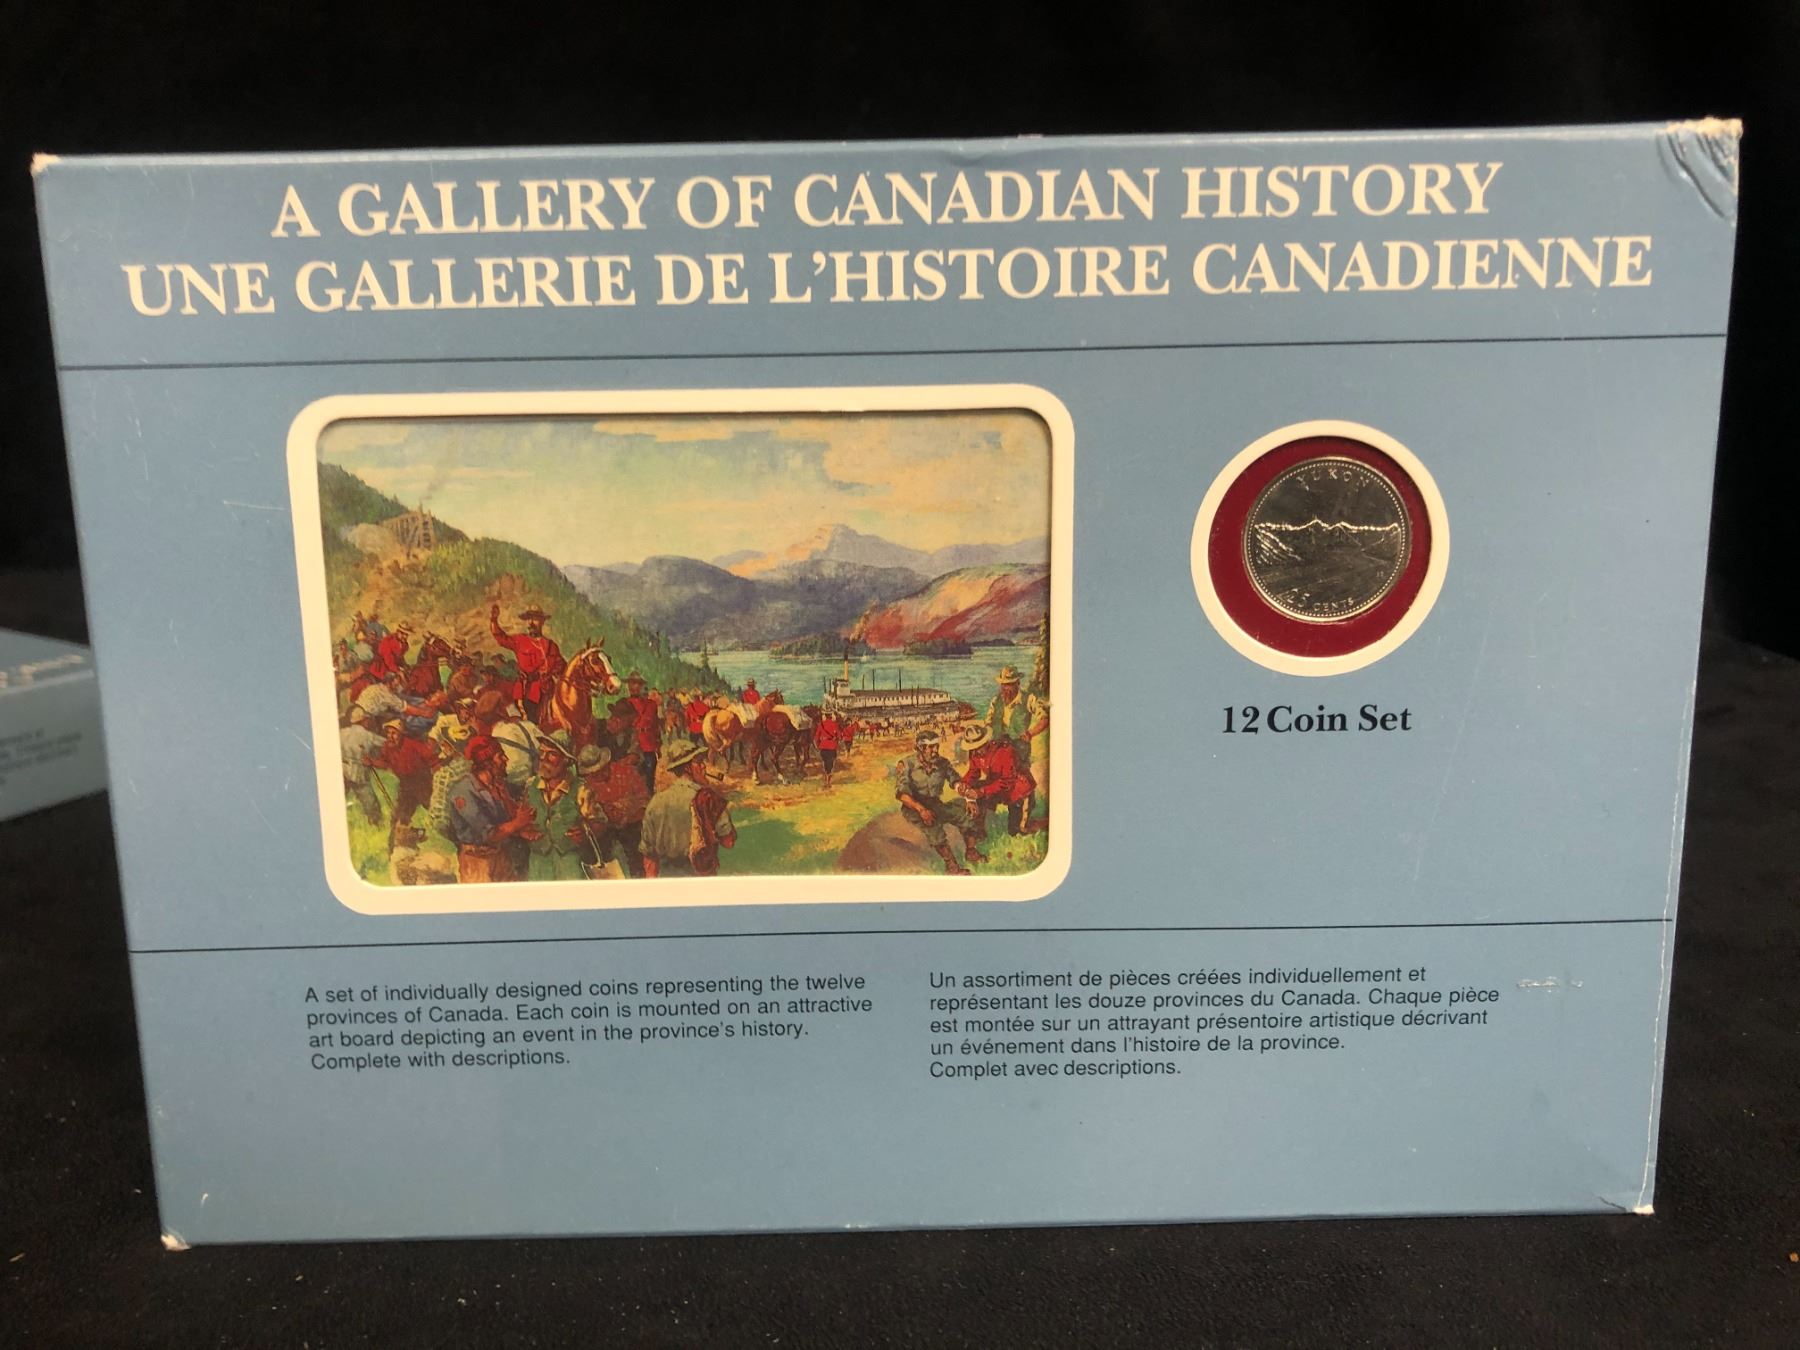 A GALLERY OF CANADIAN HISTORY
UNE GALLERIE DE L'HISTOIRE CANADIENNE
YUKON
25 CENTS
12 Coin Set
A set of individually designed coins representing the twelve
provinces of Canada. Each coin is mounted on an attractive
art board depicting an event in the province's history.
Complete with descriptions.
Un assortiment de pièces créées individuellement et
représentant les douze provinces du Canada. Chaque pièce
est montée sur un attrayant présentoire artistique décrivant
un événement dans l'histoire de la province.
Complet avec descriptions.